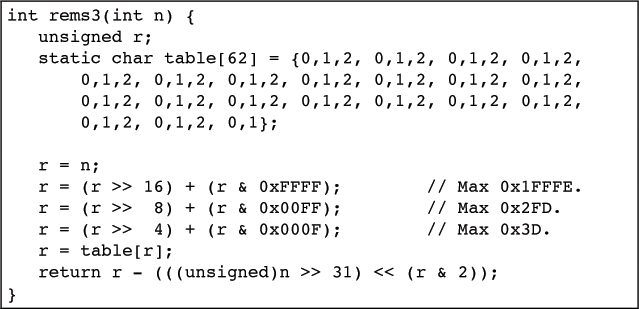 int rems3(int n) {
   unsigned r;
   static char table[62] = {0,1,2, 0,1,2, 0,1,2, 0,1,2,
       0,1,2, 0,1,2, 0,1,2, 0,1,2, 0,1,2, 0,1,2, 0,1,2,
       0,1,2, 0,1,2, 0,1,2, 0,1,2, 0,1,2, 0,1,2, 0,1,2,
       0,1,2, 0,1,2, 0,1};

   r = n;
   r = (r >> 16) + (r & 0xFFFF);        // Max 0x1FFFE.
   r = (r >>  8) + (r & 0x00FF);        // Max 0x2FD.
   r = (r >>  4) + (r & 0x000F);        // Max 0x3D.
   r = table[r];
   return r - (((unsigned)n >> 31) << (r & 2));
}